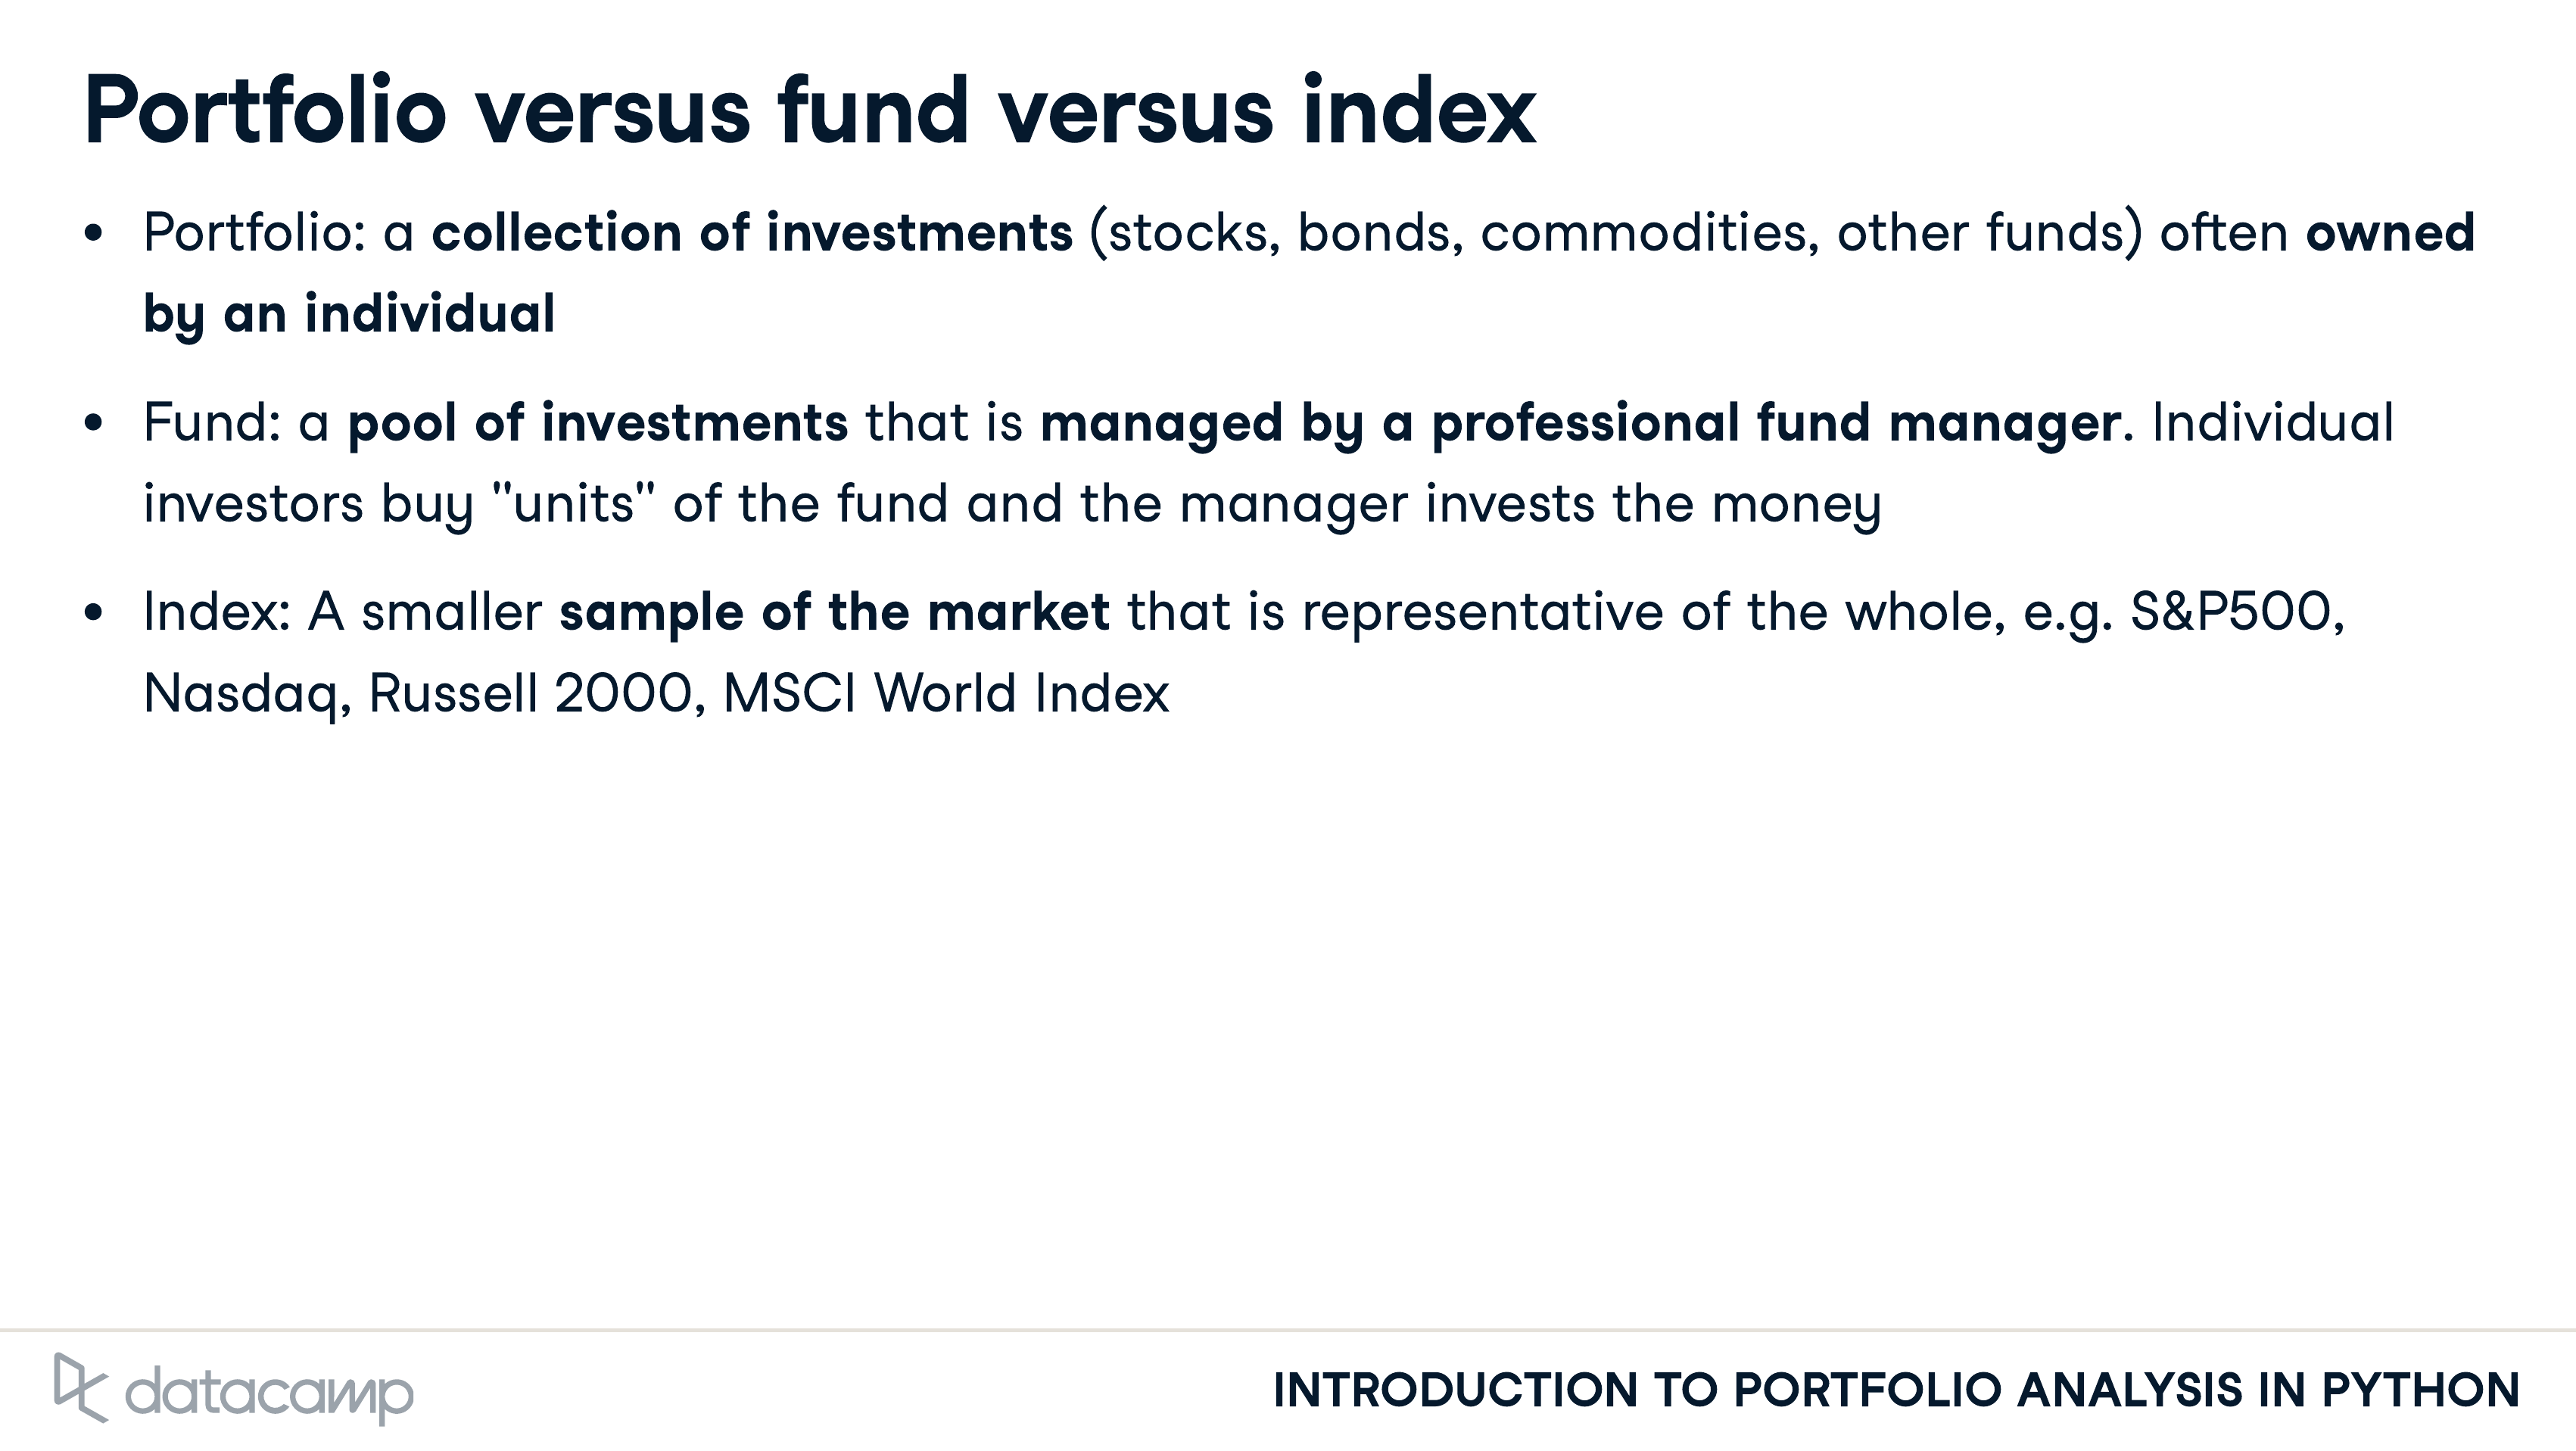 Portfolio versus fund versus index
• Portfolio: a collection of investments (stocks, bonds, commodities, other funds) often owned
by an individual
• Fund: a pool of investments that is managed by a professional fund manager. Individual
investors buy "units" of the fund and the manager invests the money
• Index: A smaller sample of the market that is representative of the whole, e.g. S&P500,
Nasdaq, Russell 2000, MSCI World Index
datacamp
INTRODUCTION TO PORTFOLIO ANALYSIS IN PYTHON